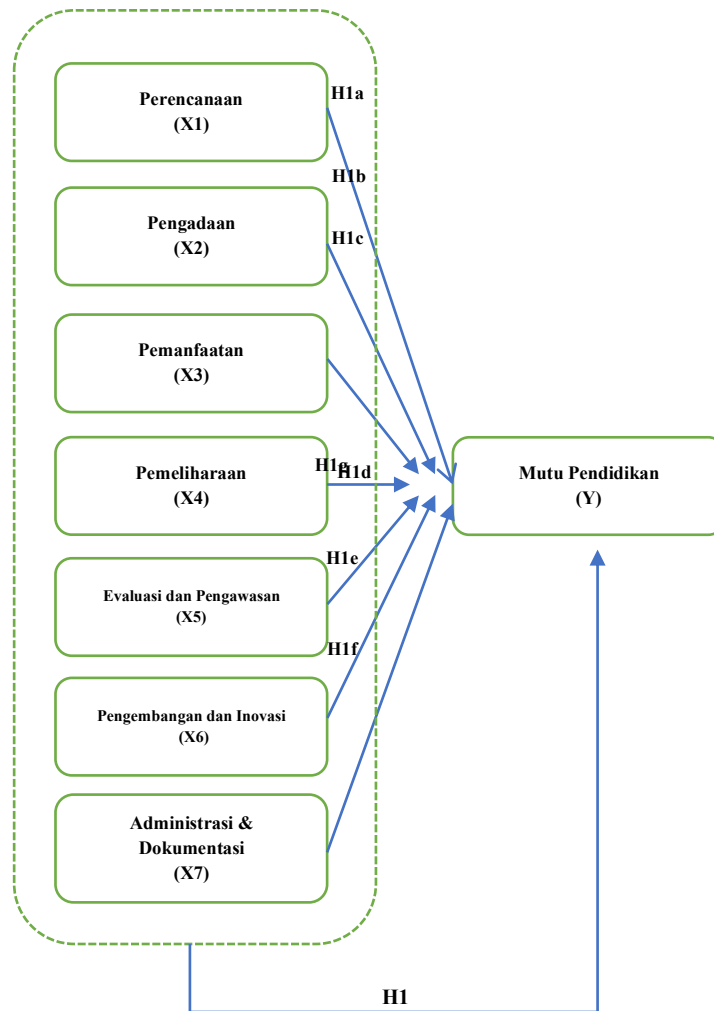 Perencanaan
(X1)
H1a
H1b
Pengadaan
(X2)
H1c
Pemanfaatan
(X3)
Pemeliharaan
(X4)
H1g
H1d
Mutu Pendidikan
(Y)
H1e
Evaluasi dan Pengawasan
(X5)
H1f
Pengembangan dan Inovasi
(X6)
Administrasi &
Dokumentasi
(X7)
H1